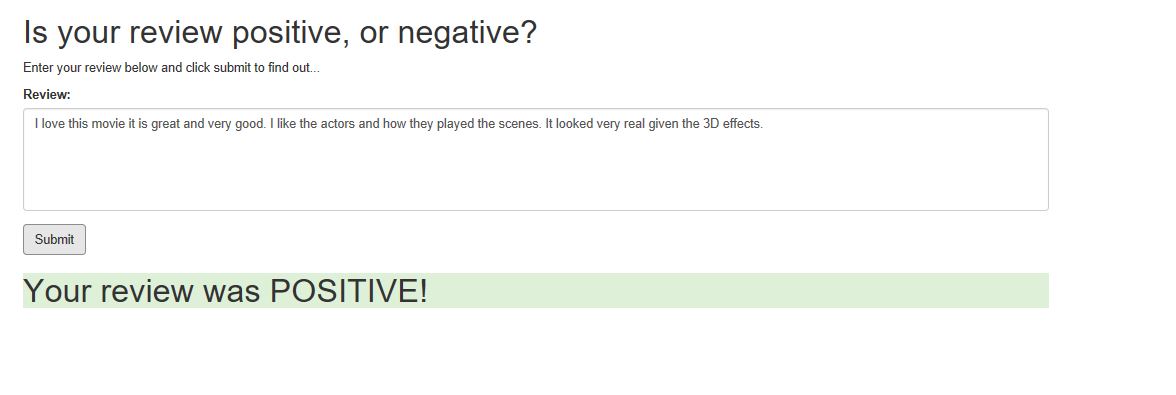 Is your review positive, or negative?
Enter your review below and click submit to find out...
Review:
I love this movie it is great and very good. I like the actors and how they played the scenes. It looked very real given the 3D effects.
Submit
Your review was POSITIVE!